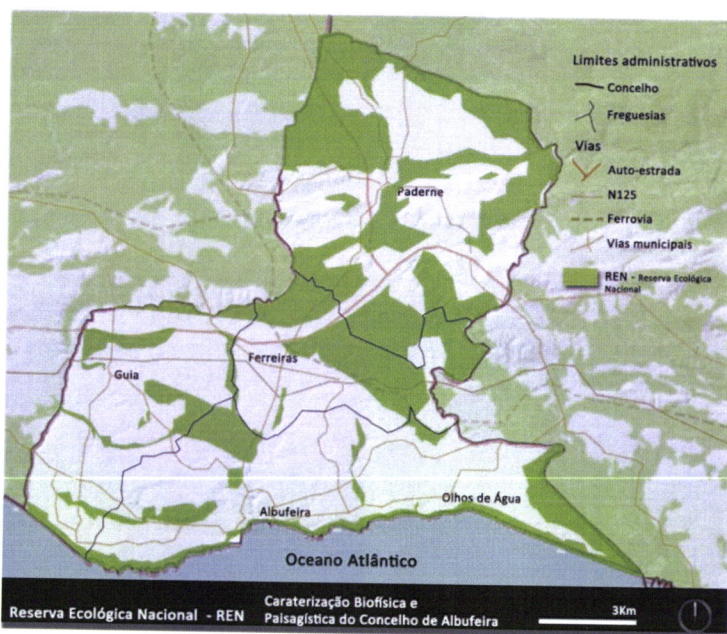 Limites administrativos
Concelho
Freguesias
Vias
Auto-estrada
N125
Ferrovia
Vias municipais
REN - Reserva Ecológica
Nacional
Paderne
Ferreiras
Guia
Albufeira
Olhos de Água
Oceano Atlântico
Reserva Ecológica Nacional - REN
Caraterização Biofísica e
Paisagística do Concelho de Albufeira
3Km